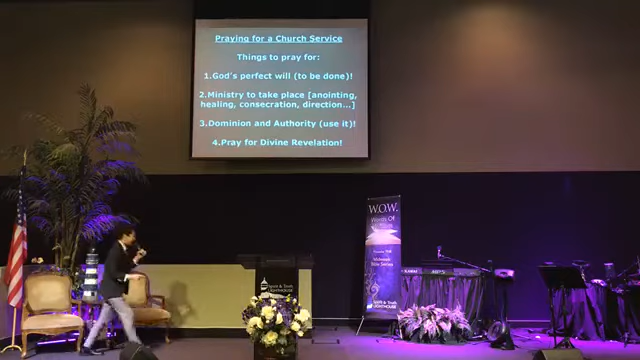 Praying for a Church Service
Things to pray for:
1.God's perfect will (to be done)!
2.Ministry to take place [anointing,
healing, consecration, direction...]
3.Dominion and Authority (use it)!
4.Pray for Divine Revelation!
W.O.W.
Words Of